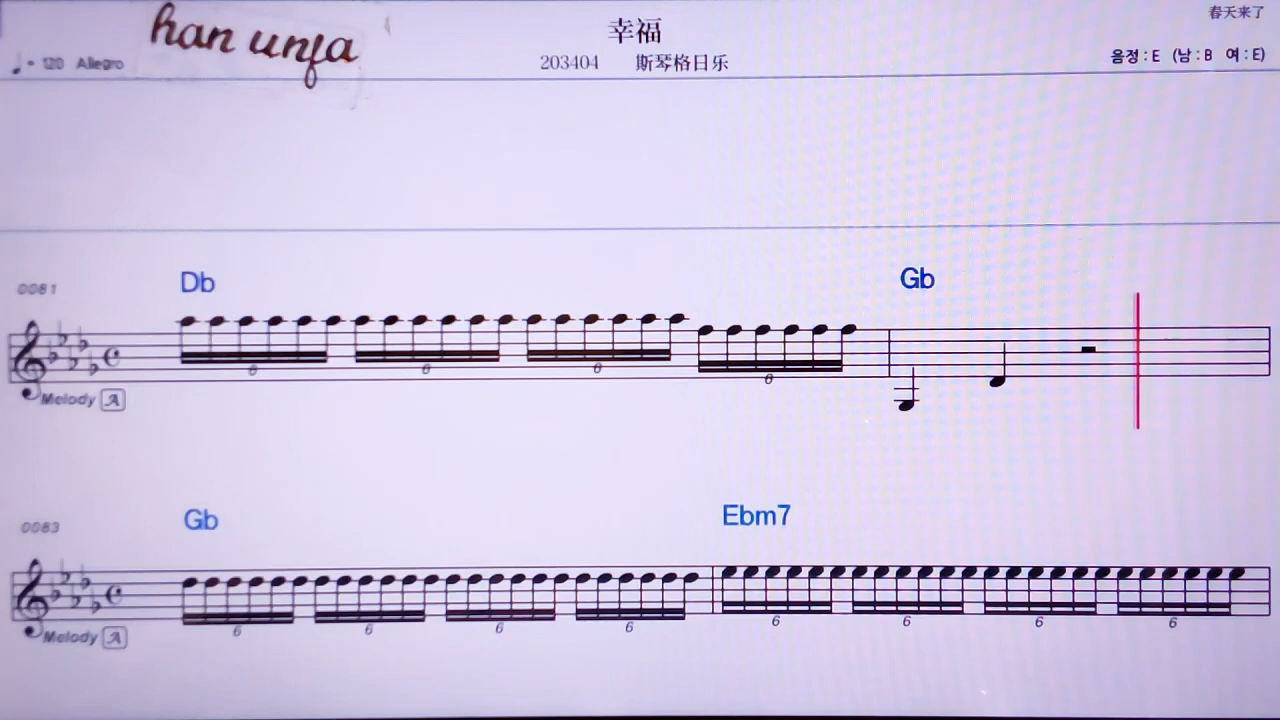 han unfa
幸福
春天来了
♩= 120 Allegro
203404 斯琴格日乐
음정 : E (남 : B 여 : E)
0081
Db
Gb
6 6 6 6
Melody A
0083
Gb
Ebm7
6 6 6 6 6 6 6 6
Melody A